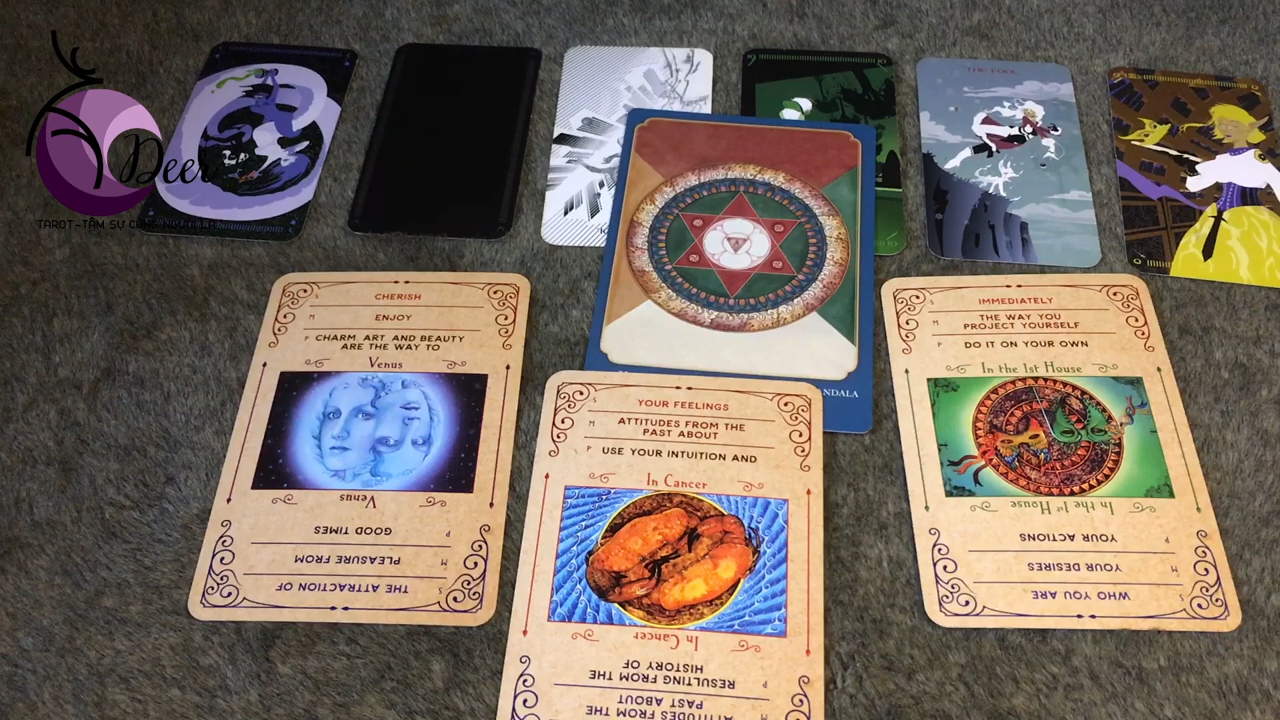 Deer
TAROT-TÂM SỰ CÙNG
THE FOOL
NDALA
CHERISH
S
ENJOY
M
P CHARM ART AND BEAUTY
ARE THE WAY TO
Venus
Venus
GOOD TIMES
P
PLEASURE FROM
M
THE ATTRACTION OF
S
S YOUR FEELINGS
M ATTITUDES FROM THE
PAST ABOUT
P USE YOUR INTUITION AND
In Cancer
In Cancer
RESULTING FROM THE
HISTORY OF
P
ATTITUDES FROM THE
PAST ABOUT
M
S IMMEDIATELY
M THE WAY YOU
PROJECT YOURSELF
P DO IT ON YOUR OWN
In the 1st House
In the 1st House
YOUR ACTIONS
P
YOUR DESIRES
M
WHO YOU ARE
S